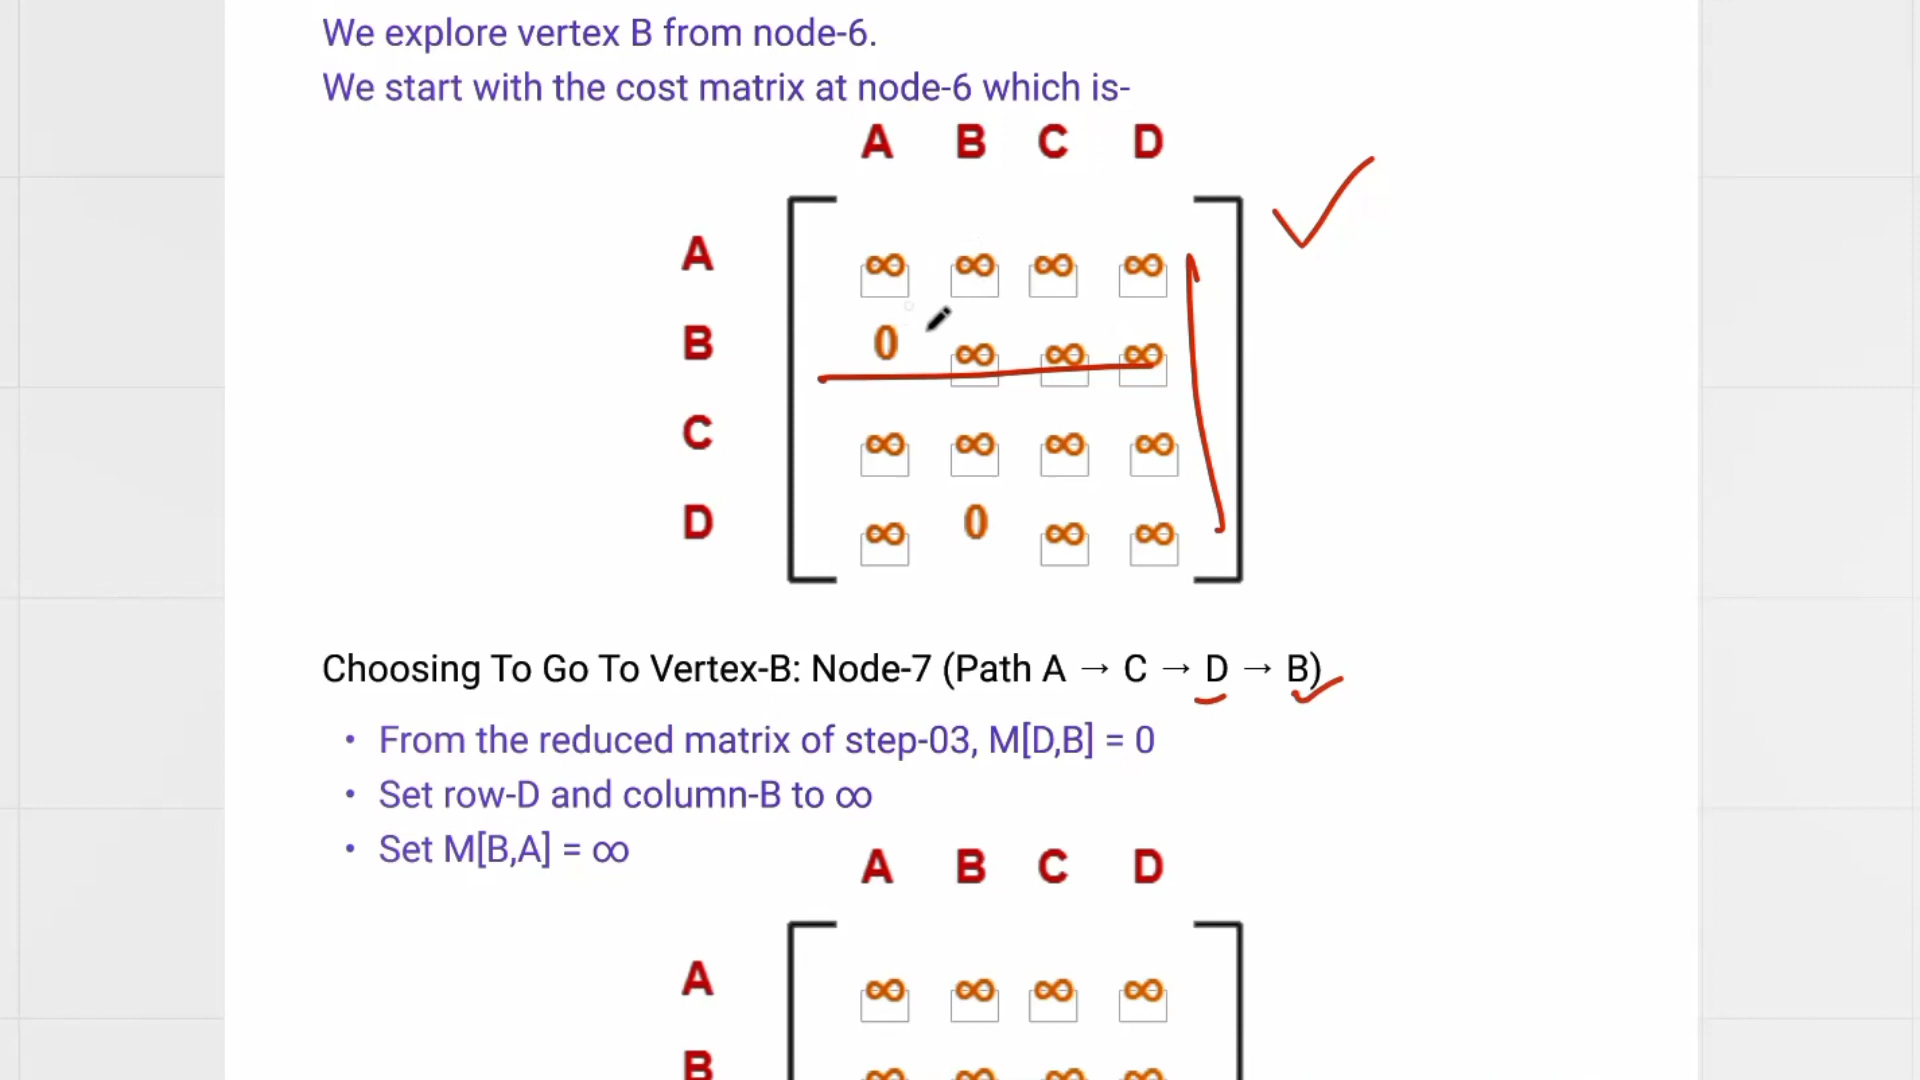 We explore vertex B from node-6.
We start with the cost matrix at node-6 which is-
A B C D
A ∞ ∞ ∞ ∞
B 0 ∞ ∞ ∞
C ∞ ∞ ∞ ∞
D ∞ 0 ∞ ∞
Choosing To Go To Vertex-B: Node-7 (Path A → C → D → B)
• From the reduced matrix of step-03, M[D,B] = 0
• Set row-D and column-B to ∞
• Set M[B,A] = ∞
A B C D
A ∞ ∞ ∞ ∞
B ∞ ∞ ∞ ∞